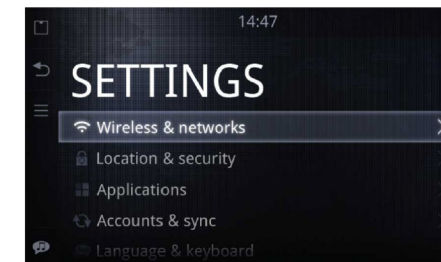 14:47
SETTINGS
Wireless & networks
Location & security
Applications
Accounts & sync
Language & keyboard